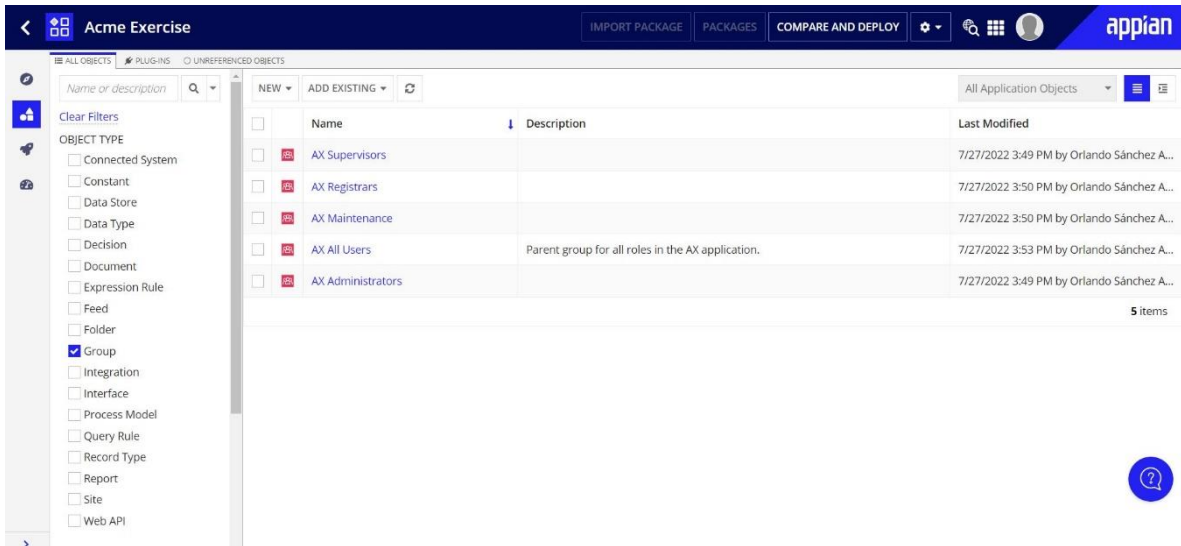 Acme Exercise
IMPORT PACKAGE
PACKAGES
COMPARE AND DEPLOY
appian
ALL OBJECTS
PLUG-INS
UNREFERENCED OBJECTS
Name or description
NEW
ADD EXISTING
All Application Objects
Clear Filters
OBJECT TYPE
Connected System
Constant
Data Store
Data Type
Decision
Document
Expression Rule
Feed
Folder
Group
Integration
Interface
Process Model
Query Rule
Record Type
Report
Site
Web API
Name Description Last Modified
AX Supervisors 7/27/2022 3:49 PM by Orlando Sánchez A...
AX Registrars 7/27/2022 3:50 PM by Orlando Sánchez A...
AX Maintenance 7/27/2022 3:50 PM by Orlando Sánchez A...
AX All Users Parent group for all roles in the AX application. 7/27/2022 3:53 PM by Orlando Sánchez A...
AX Administrators 7/27/2022 3:49 PM by Orlando Sánchez A...
5 items